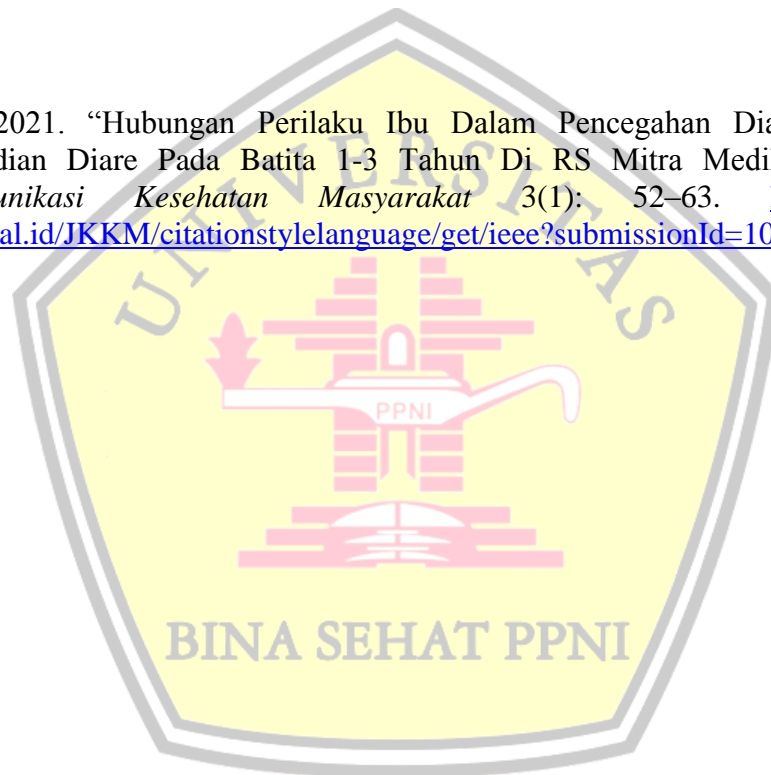 2021. “Hubungan Perilaku Ibu Dalam Pencegahan Dia
dian Diare Pada Batita 1-3 Tahun Di RS Mitra Medi
unikasi Kesehatan Masyarakat 3(1): 52–63.
al.id/JKKM/citationstylelanguage/get/ieee?submissionId=10
UNIVERSITAS
PPNI
BINA SEHAT PPNI